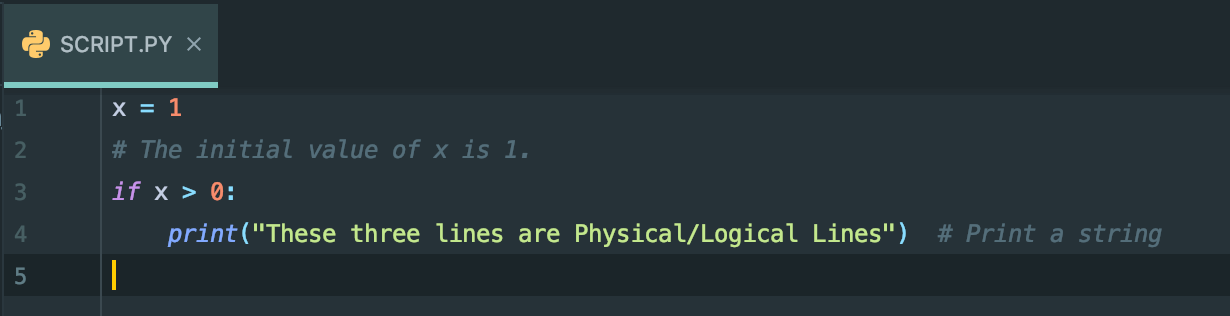 SCRIPT.PY ×
1 x = 1
2 # The initial value of x is 1.
3 if x > 0:
4     print("These three lines are Physical/Logical Lines")  # Print a string
5